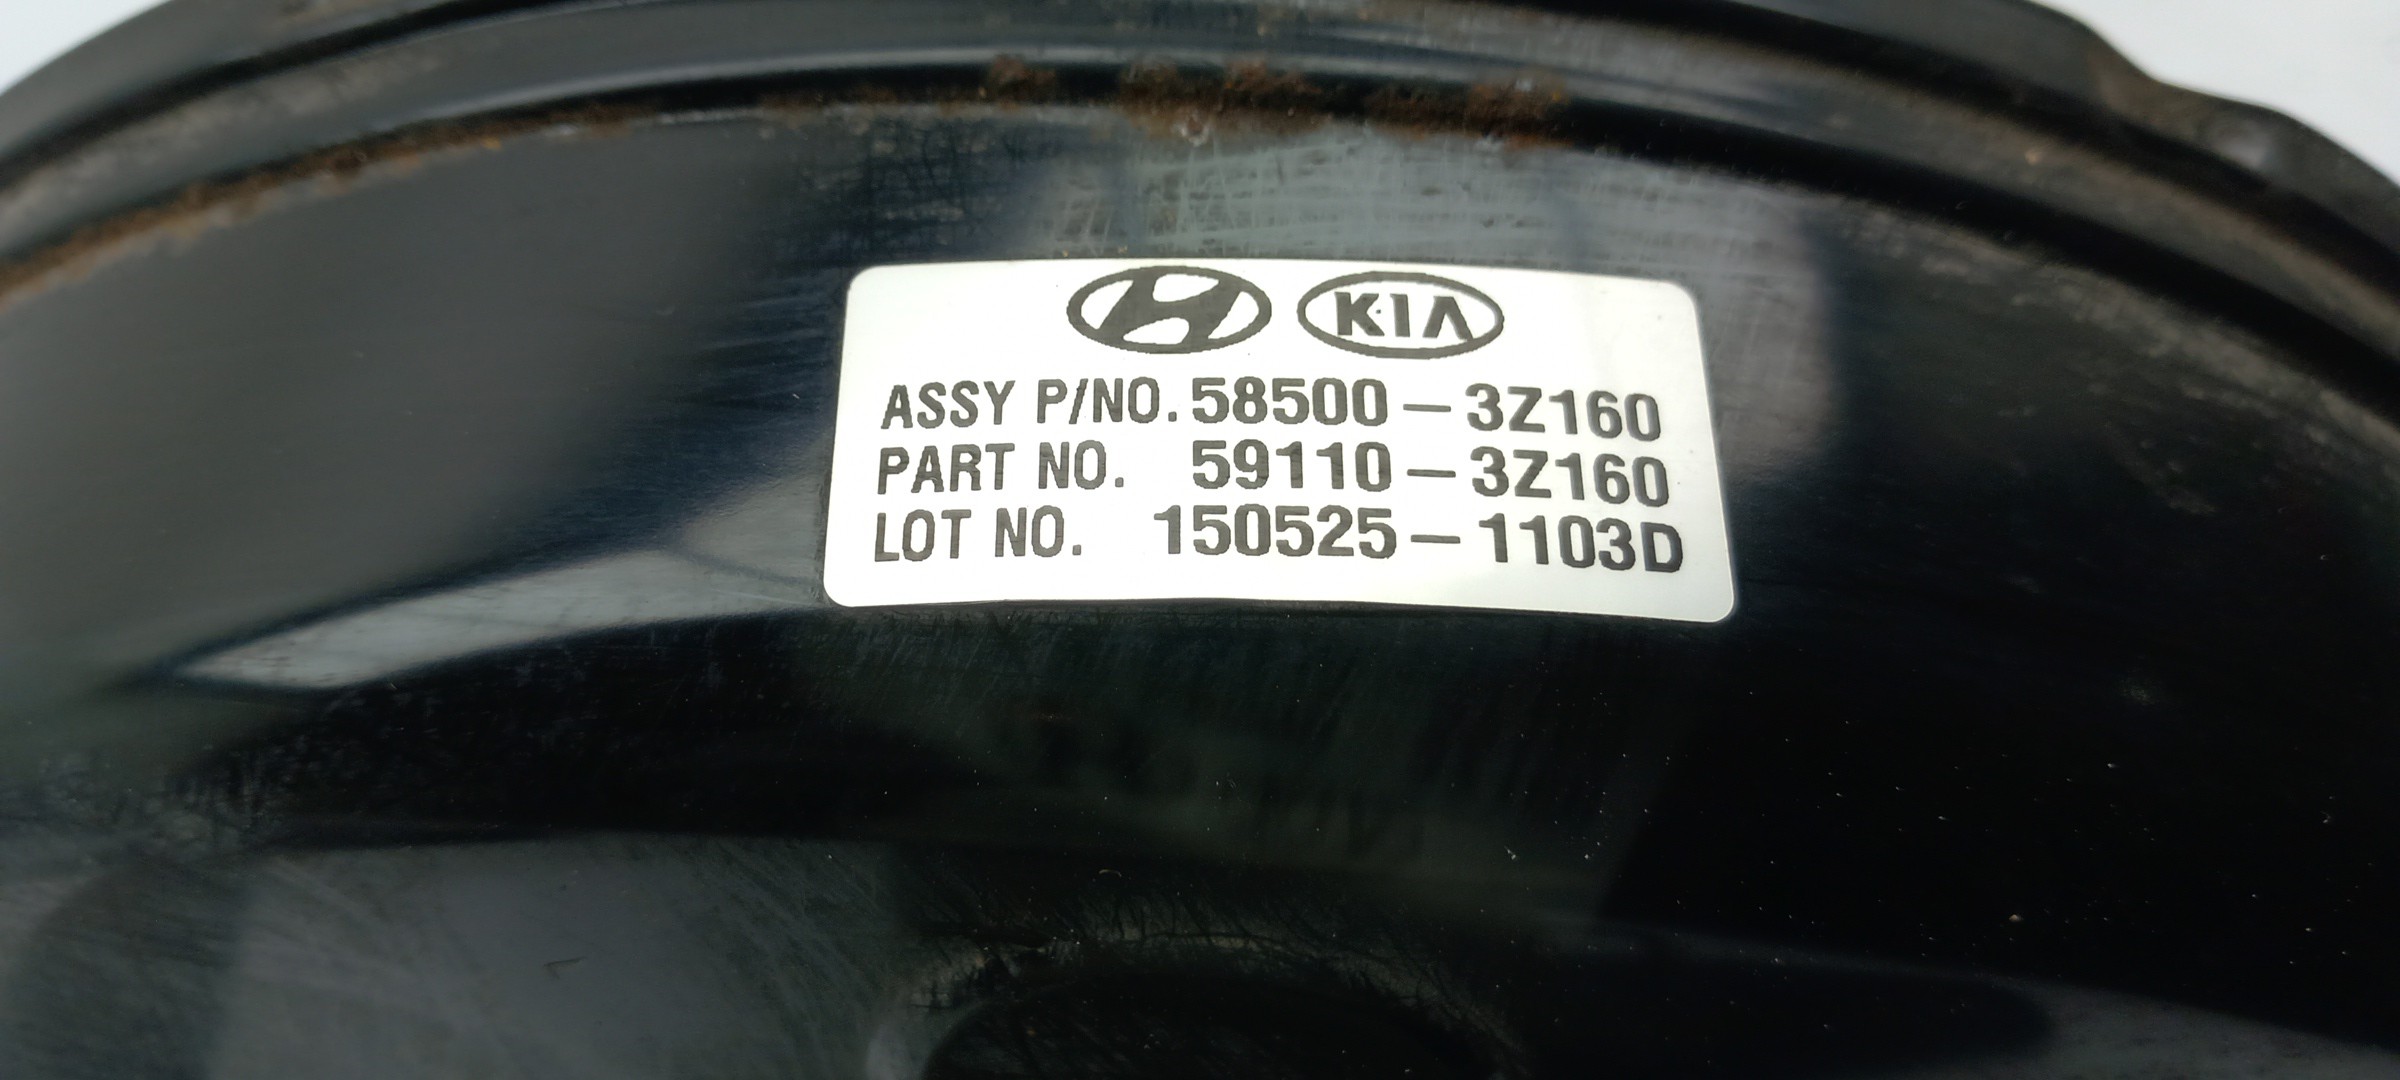 KIA
ASSY P/NO. 58500-3Z160
PART NO. 59110-3Z160
LOT NO. 150525-1103D